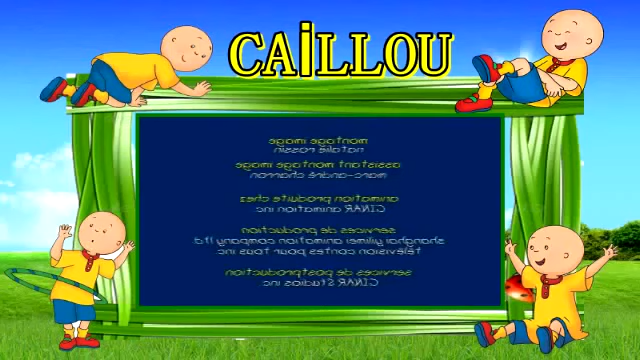 CAiLLOU
montage image
natalie rossin
assistant montage image
marc-andré charron
animation produite chez
CINAR animation inc
services de production
shanghai yilimei animation company ltd
télévision contes pour tous inc
services de postproduction
CINAR Studios inc